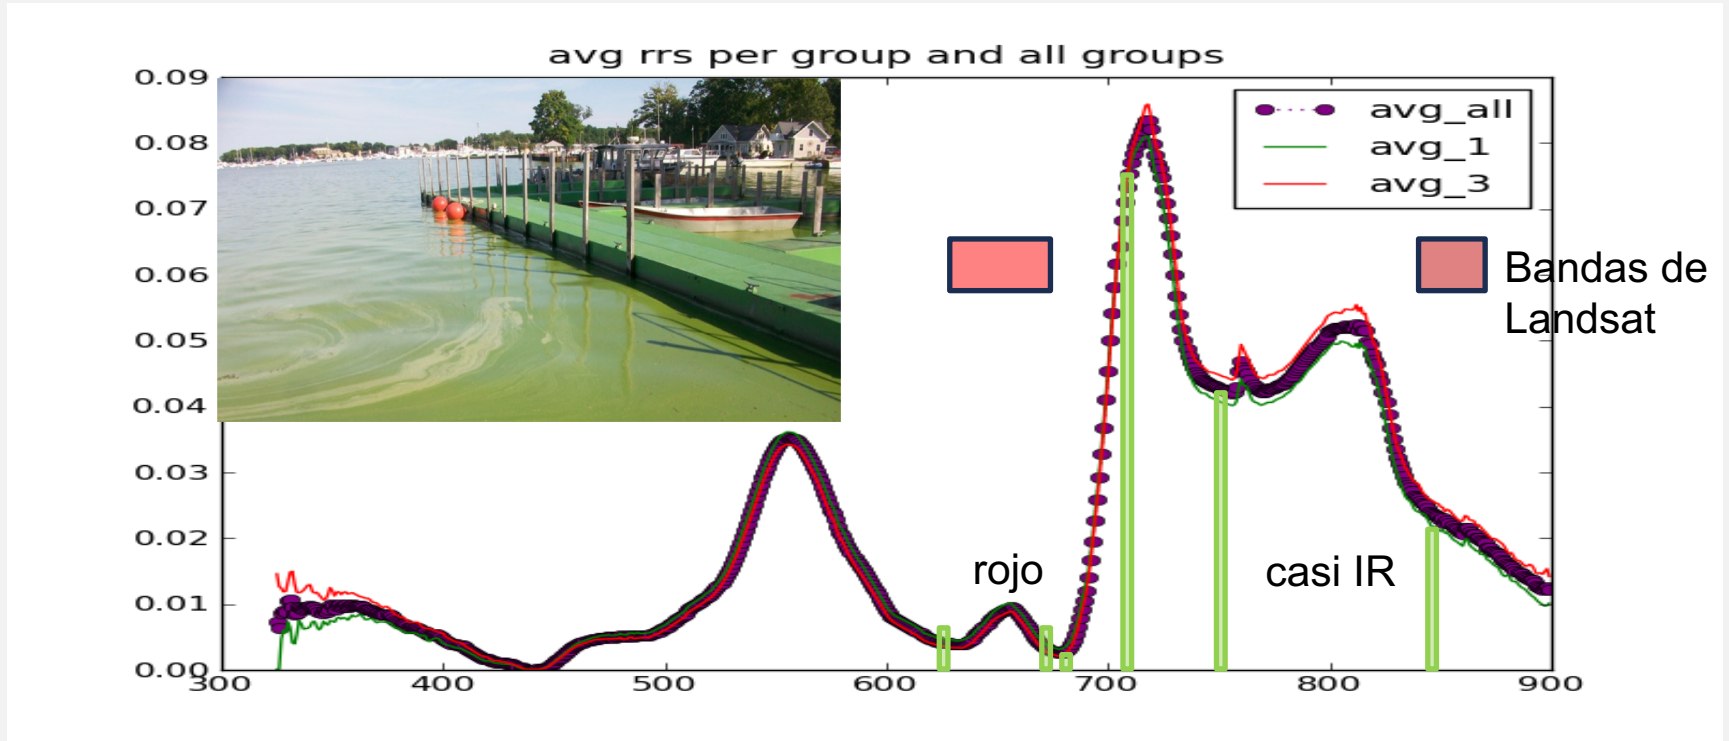 avg rrs per group and all groups
0.09
0.08
0.07
0.06
0.05
0.04
0.03
0.02
0.01
0.00
avg_all
avg_1
avg_3
Bandas de
Landsat
rojo
casi IR
300 400 500 600 700 800 900